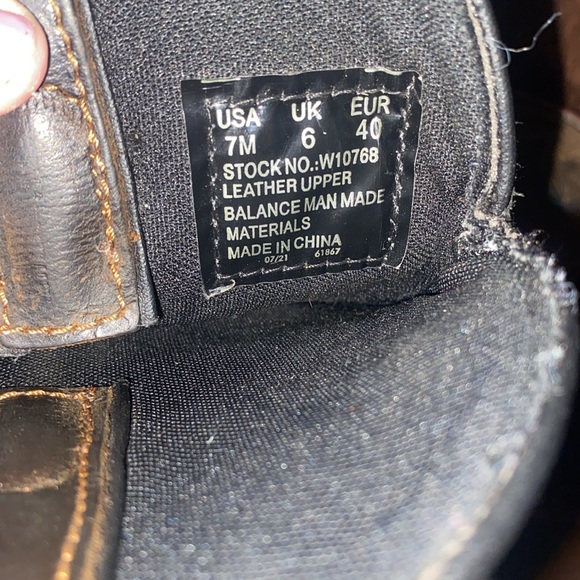 USA UK EUR
7M 6 40
STOCK NO.:W10768
LEATHER UPPER
BALANCE MAN MADE
MATERIALS
MADE IN CHINA
07/21 61867